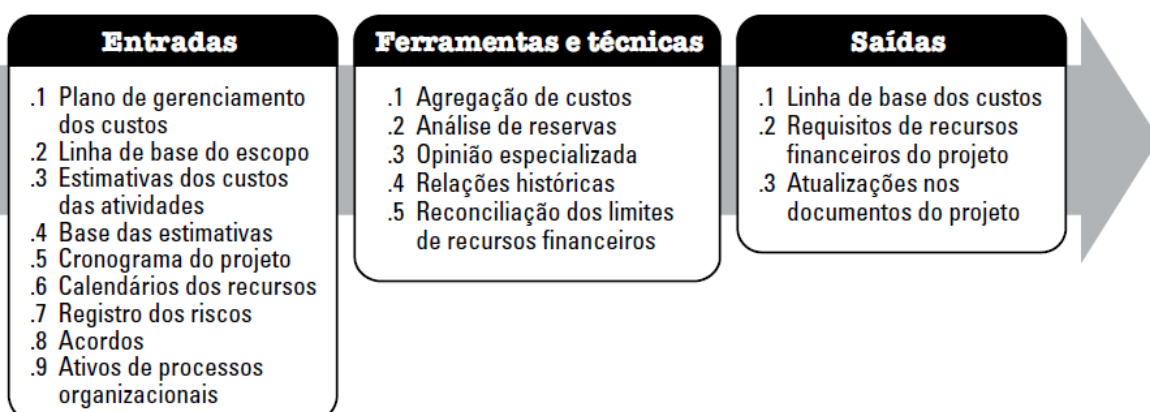 Entradas
.1 Plano de gerenciamento
dos custos
.2 Linha de base do escopo
.3 Estimativas dos custos
das atividades
.4 Base das estimativas
.5 Cronograma do projeto
.6 Calendários dos recursos
.7 Registro dos riscos
.8 Acordos
.9 Ativos de processos
organizacionais
Ferramentas e técnicas
.1 Agregação de custos
.2 Análise de reservas
.3 Opinião especializada
.4 Relações históricas
.5 Reconciliação dos limites
de recursos financeiros
Saídas
.1 Linha de base dos custos
.2 Requisitos de recursos
financeiros do projeto
.3 Atualizações nos
documentos do projeto